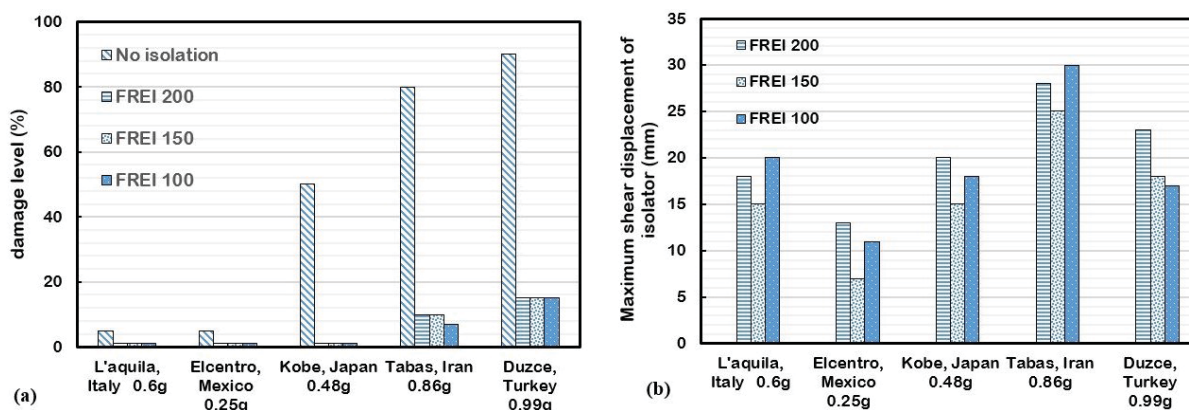 damage level (%)
100
80
60
40
20
0
No isolation
FREI 200
FREI 150
FREI 100
L'aquila, Italy 0.6g
Elcentro, Mexico 0.25g
Kobe, Japan 0.48g
Tabas, Iran 0.86g
Duzce, Turkey 0.99g
(a)
Maximum shear displacement of
isolator (mm)
35
30
25
20
15
10
5
0
FREI 200
FREI 150
FREI 100
L'aquila,
Italy 0.6g
Elcentro,
Mexico
0.25g
Kobe, Japan
0.48g
Tabas, Iran
0.86g
Duzce,
Turkey
0.99g
(b)